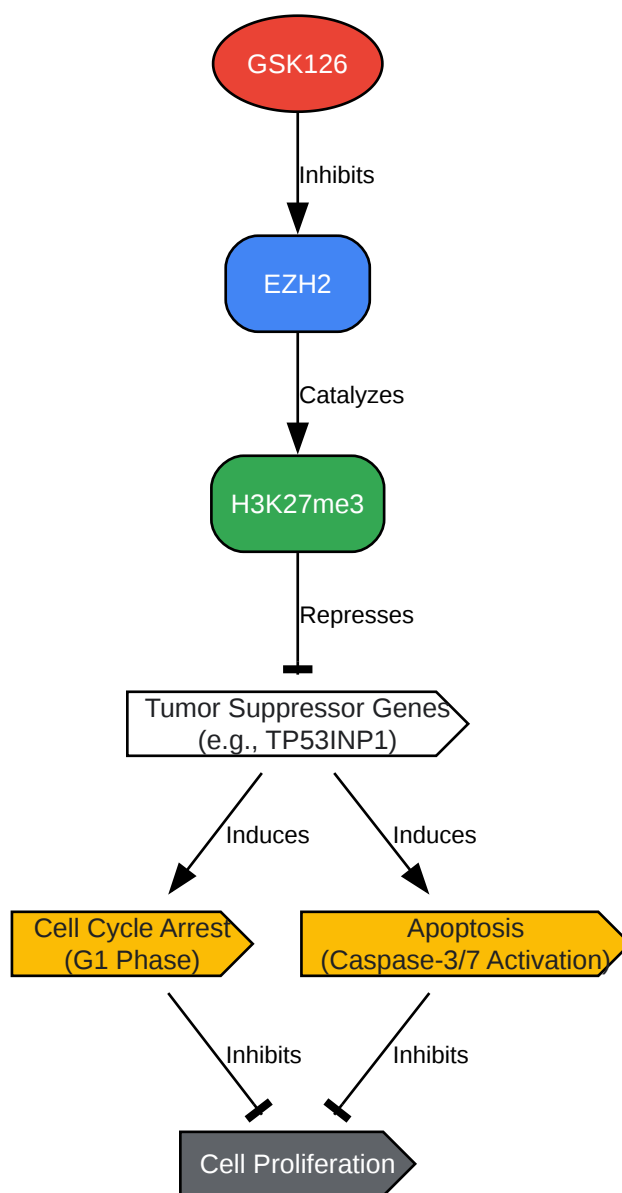 GSK126
Inhibits
EZH2
Catalyzes
H3K27me3
Represses
Tumor Suppressor Genes
(e.g., TP53INP1)
Induces
Induces
Cell Cycle Arrest
(G1 Phase)
Apoptosis
(Caspase-3/7 Activation)
Inhibits
Inhibits
Cell Proliferation